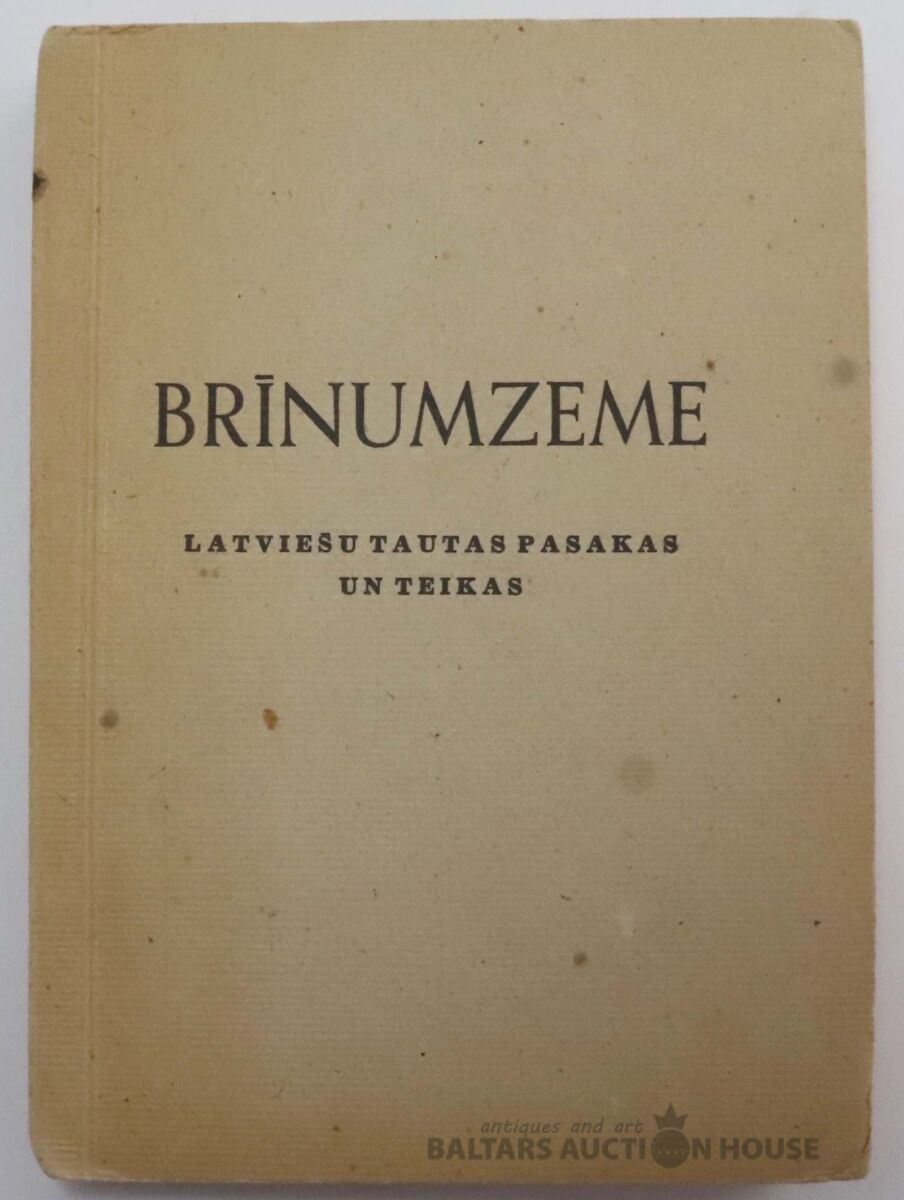 BRĪNUMZEME
LATVIEŠU TAUTAS PASAKAS
UN TEIKAS
antiques and art
BALTARS AUCTION HOUSE